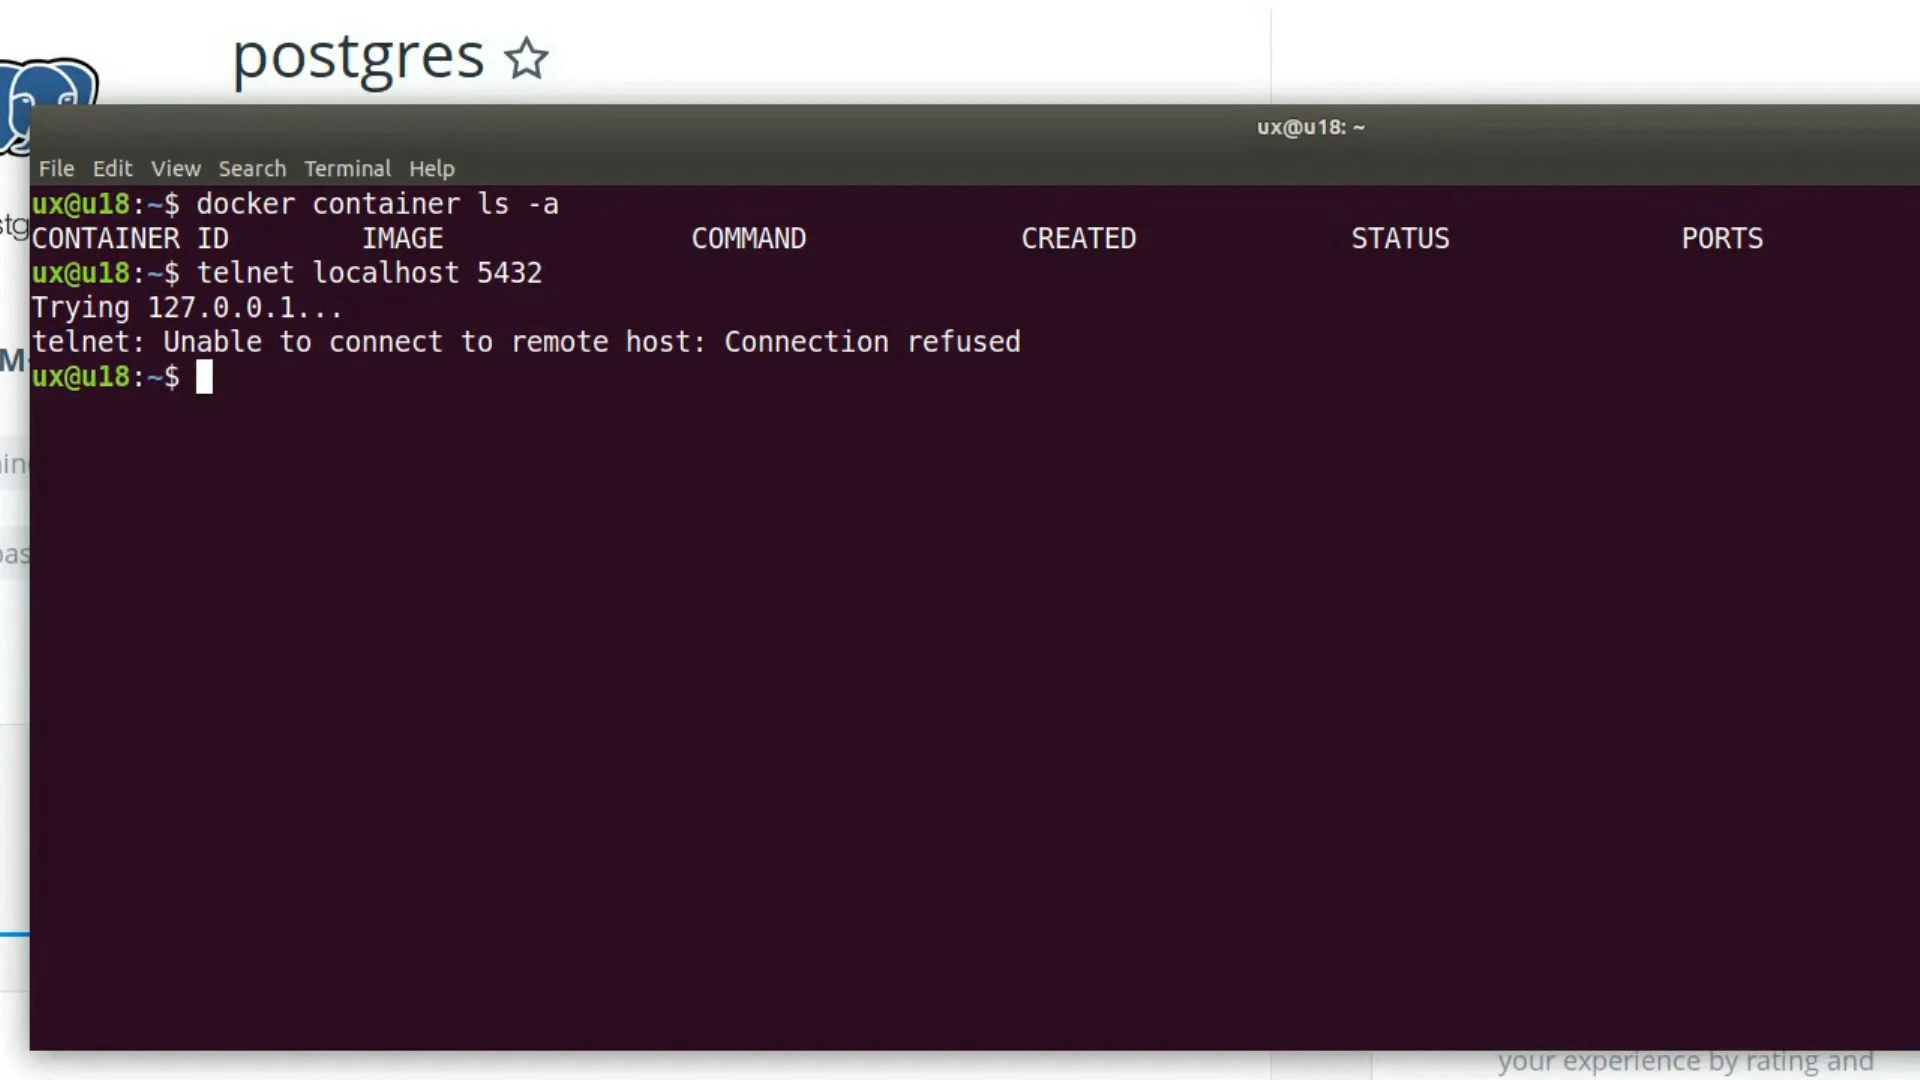 postgres
ux@u18: ~
File Edit View Search Terminal Help
ux@u18:~$ docker container ls -a
CONTAINER ID IMAGE COMMAND CREATED STATUS PORTS
ux@u18:~$ telnet localhost 5432
Trying 127.0.0.1...
telnet: Unable to connect to remote host: Connection refused
ux@u18:~$
your experience by rating and